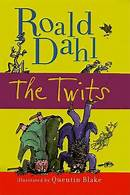 Roald
Dahl
The Twits
illustrated by Quentin Blake